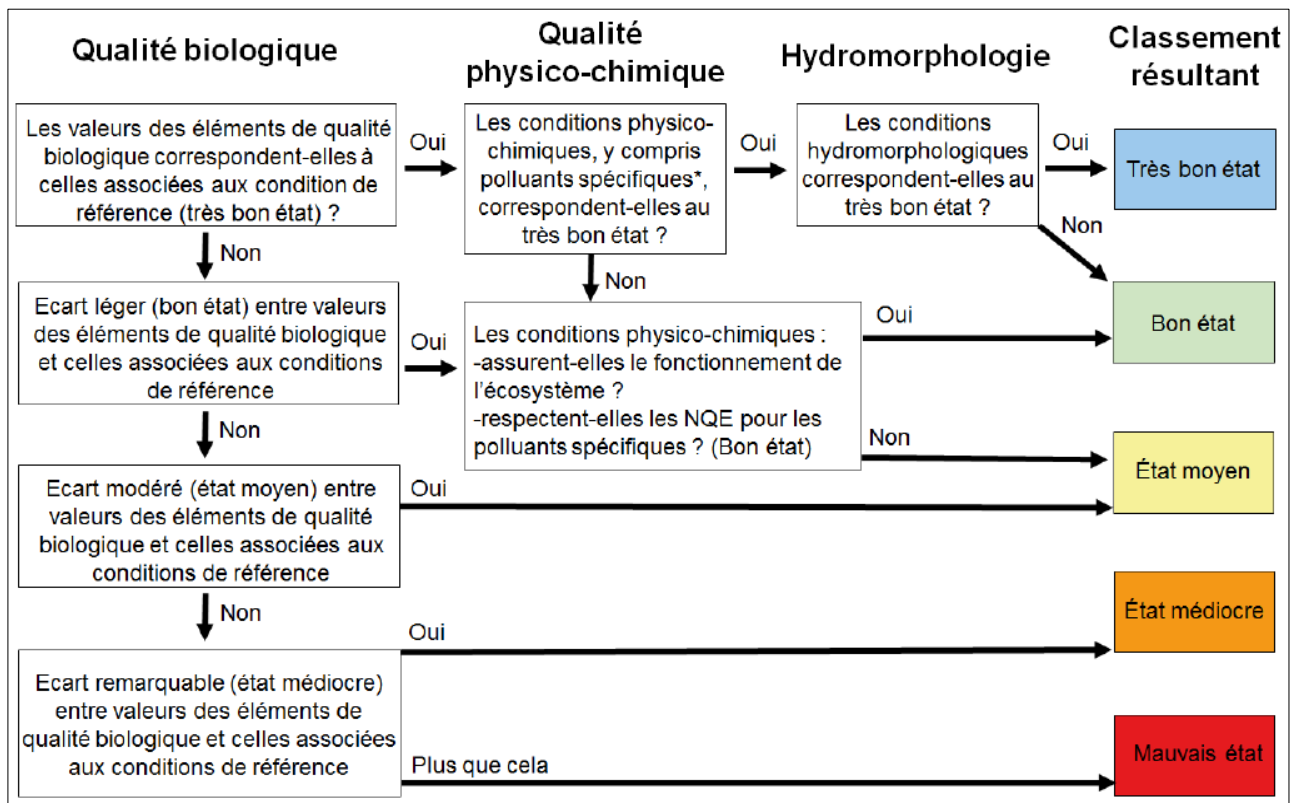 Qualité biologique
Qualité
physico-chimique
Hydromorphologie
Classement
résultant
Les valeurs des éléments de qualité
biologique correspondent-elles à
celles associées aux condition de
référence (très bon état) ?
Oui
Les conditions physico-
chimiques, y compris
polluants spécifiques*,
correspondent-elles au
très bon état ?
Oui
Les conditions
hydromorphologiques
correspondent-elles au
très bon état ?
Oui
Très bon état
Non
Non
Non
Ecart léger (bon état) entre valeurs
des éléments de qualité biologique
et celles associées aux conditions
de référence
Oui
Les conditions physico-chimiques :
-assurent-elles le fonctionnement de
l'écosystème ?
-respectent-elles les NQE pour les
polluants spécifiques ? (Bon état)
Oui
Bon état
Non
Non
Ecart modéré (état moyen) entre
valeurs des éléments de qualité
biologique et celles associées aux
conditions de référence
Oui
État moyen
Non
Oui
État médiocre
Ecart remarquable (état médiocre)
entre valeurs des éléments de
qualité biologique et celles associées
aux conditions de référence
Plus que cela
Mauvais état